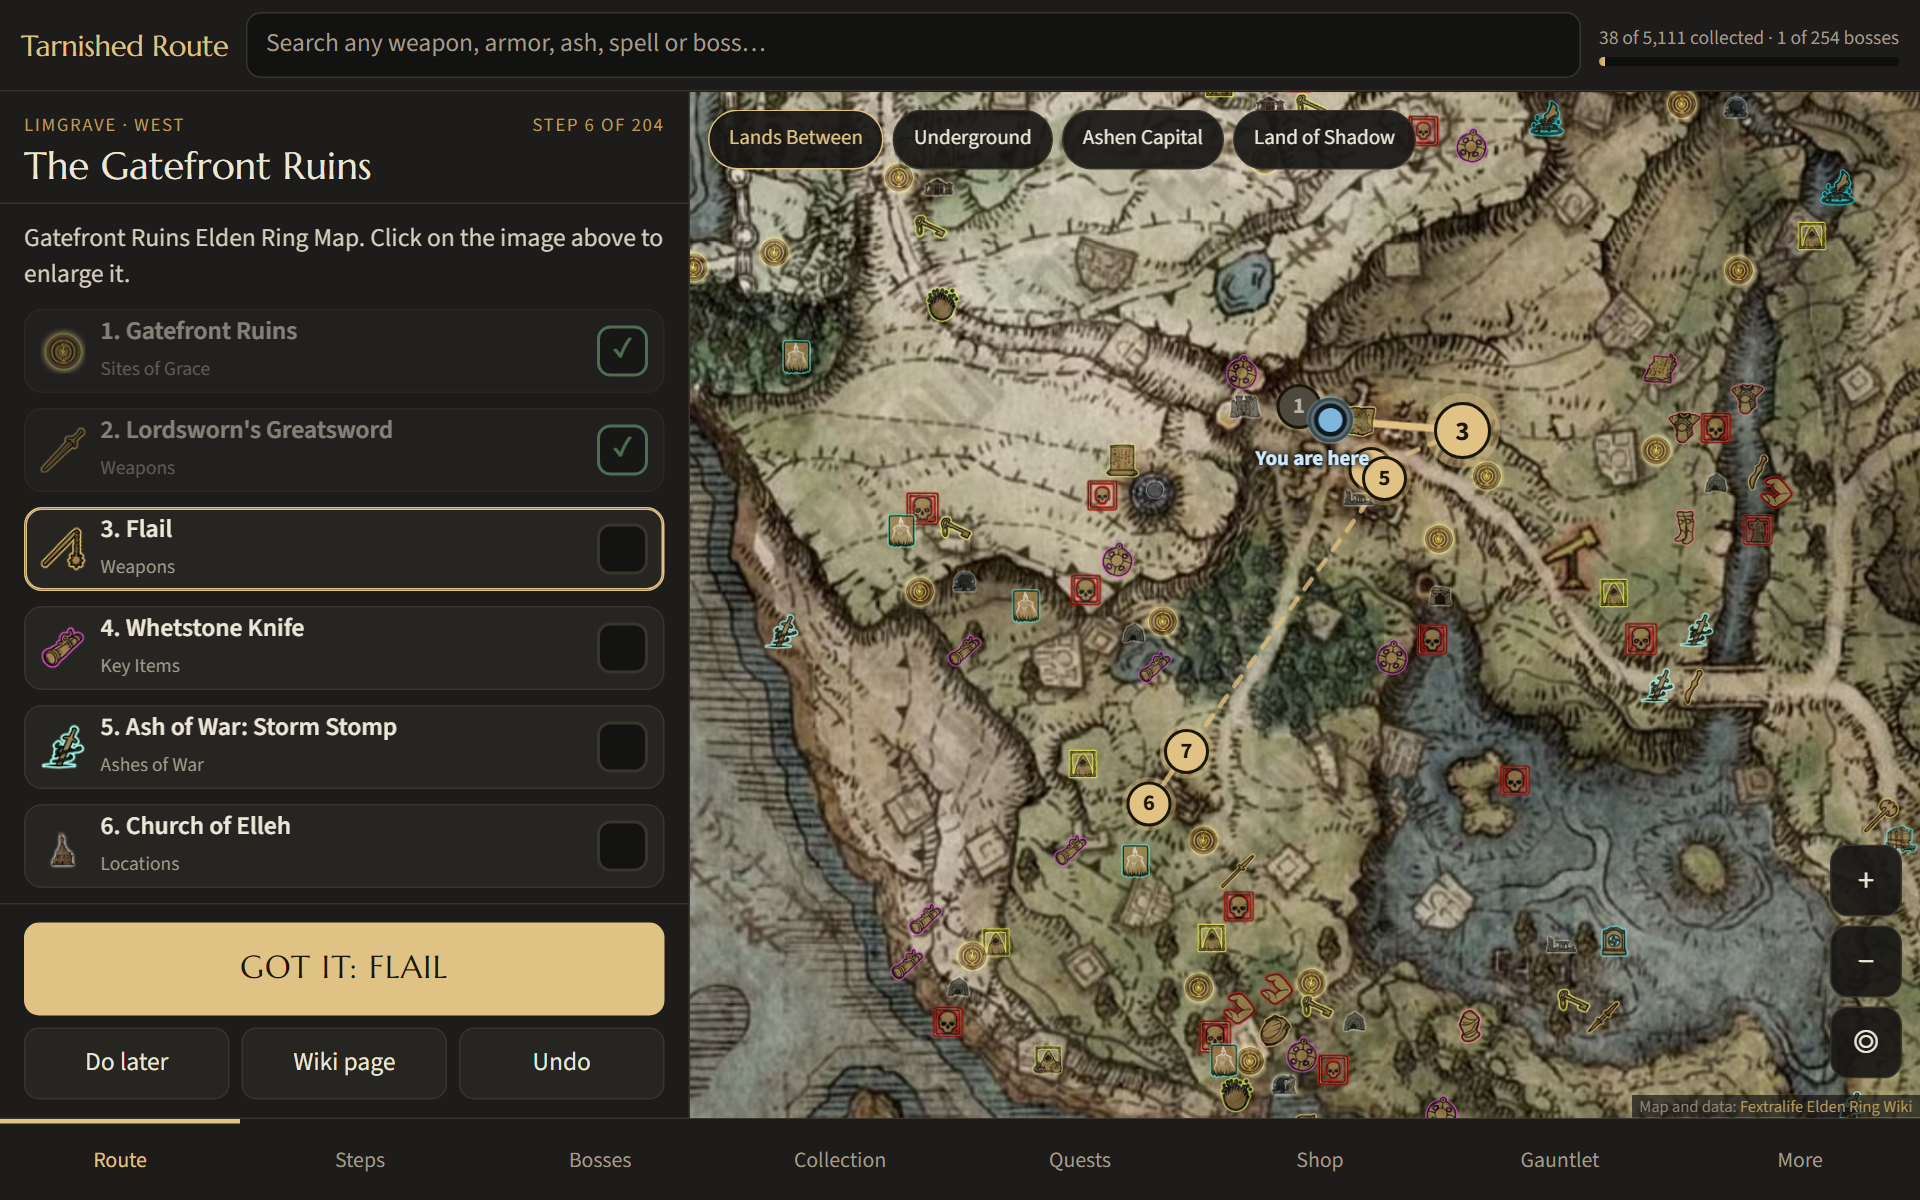 Tarnished Route
Search any weapon, armor, ash, spell or boss…
38 of 5,111 collected · 1 of 254 bosses
LIMGRAVE · WEST
STEP 6 OF 204
The Gatefront Ruins
Gatefront Ruins Elden Ring Map. Click on the image above to
enlarge it.
1. Gatefront Ruins
Sites of Grace
2. Lordsworn's Greatsword
Weapons
3. Flail
Weapons
4. Whetstone Knife
Key Items
5. Ash of War: Storm Stomp
Ashes of War
6. Church of Elleh
Locations
GOT IT: FLAIL
Do later
Wiki page
Undo
Lands Between
Underground
Ashen Capital
Land of Shadow
1
3
You are here
5
7
6
+
−
Map and data: Fextralife Elden Ring Wiki
Route
Steps
Bosses
Collection
Quests
Shop
Gauntlet
More